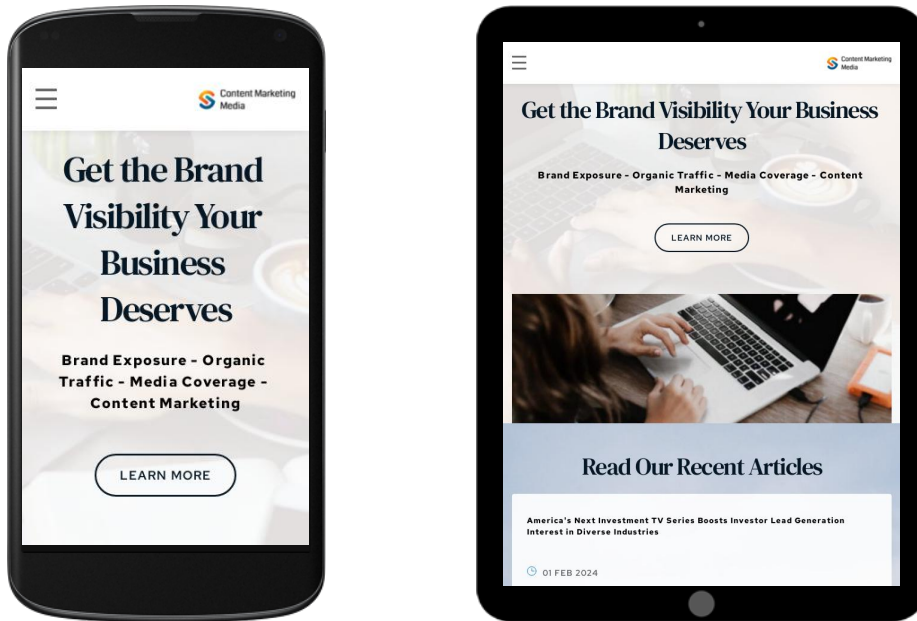 Content Marketing
Media
Get the Brand
Visibility Your
Business
Deserves
Brand Exposure - Organic
Traffic - Media Coverage -
Content Marketing
LEARN MORE
Content Marketing
Media
Get the Brand Visibility Your Business
Deserves
Brand Exposure - Organic Traffic - Media Coverage - Content
Marketing
LEARN MORE
Read Our Recent Articles
America's Next Investment TV Series Boosts Investor Lead Generation
Interest in Diverse Industries
01 FEB 2024